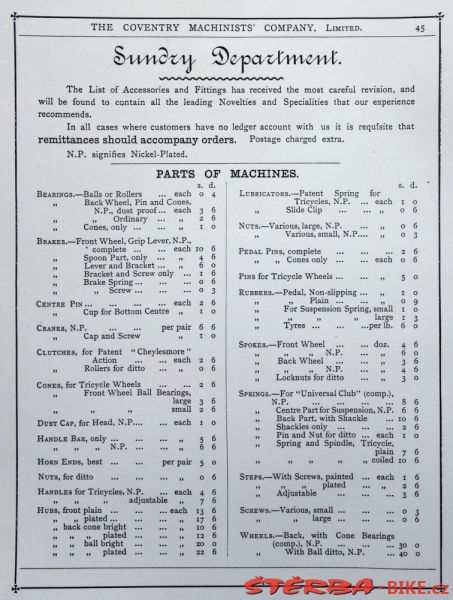 THE COVENTRY MACHINISTS' COMPANY, LIMITED. 45
Sundry Department.
The List of Accessories and Fittings has received the most careful revision, and
will be found to contain all the leading Novelties and Specialities that our experience
recommends.
In all cases where customers have no ledger account with us it is requisite that
remittances should accompany orders. Postage charged extra.
N.P. signifies Nickel-Plated.
PARTS OF MACHINES.
s. d.
BEARINGS.—Balls or Rollers ... each 0 4
„ Back Wheel, Pin and Cones,
N.P., dust proof ... each 3 6
„ „ Ordinary ... „ 2 6
„ Cones, only ... ... „ 1 0
BRAKES.—Front Wheel, Grip Lever, N.P.,
complete ... ... each 10 6
„ Spoon Part, only ... „ 4 6
„ Lever and Bracket ... „ 6 0
„ Bracket and Screw only ... 1 6
„ Brake Spring ... ... „ 0 6
„ „ Screw ... ... „ 0 3
CENTRE PIN ... ... ... each 2 6
„ Cup for Bottom Centre „ 1 0
CRANKS, N.P. ... ... per pair 6 6
„ Cap and Screw ... „ 1 0
CLUTCHES, for Patent "Cheylesmore"
Action ... ... each 2 6
„ Rollers for ditto ... „ 0 6
CONES, for Tricycle Wheels ... ... 2 6
„ Front Wheel Ball Bearings,
large 3 6
„ „ „ small 2 6
DUST CAP, for Head, N.P.... ... each 1 0
HANDLE BAR, only ... ... ... „ 5 6
„ „ „ N.P. ... ... „ 6 6
HORN ENDS, best ... ... per pair 5 0
NUTS, for ditto ... ... ... „ 0 6
HANDLES for Tricycles, N.P. ... each 4 6
„ „ „ adjustable „ 7 6
HUBS, front plain ... ... ... each 13 6
„ „ plated ... ... ... „ 17 6
„ back cone bright ... ... „ 10 6
„ „ „ plated ... „ 12 6
„ „ ball bright ... ... „ 20 0
„ „ „ plated ... „ 22 6
s. d.
LUBRICATORS.—Patent Spring for
Tricycles, N.P. ... each 1 0
„ Slide Clip ... ... „ 0 6
NUTS.—Various, large, N.P. ... „ 0 6
„ Various, small, N.P.... „ 0 3
PEDAL PINS, complete ... ... „ 2 6
„ „ Cones only ... each 0 6
PINS for Tricycle Wheels ... ... „ 5 0
RUBBERS.—Pedal, Non-slipping ... „ 1 0
„ „ Plain ... ... „ 0 9
„ For Suspension Spring, small 1 0
„ „ „ „ large 1 3
„ Tyres ... ... ...per lb. 6 0
SPOKES.—Front Wheel ... doz. 4 6
„ „ „ N.P. ... „ 6 0
„ Back Wheel ... ... „ 3 6
„ „ „ N.P. ... „ 4 6
„ Locknuts for ditto ... „ 3 0
SPRINGS.—For "Universal Club" (comp.),
N.P. ... ... ... ... 8 6
„ Centre Part for Suspension, N.P. 6 6
„ Back Part, with Shackle ... 10 6
„ Shackles only ... ... ... 2 6
„ Pin and Nut for ditto ... each 1 0
„ Spring and Spindle, Tricycle,
plain 7 6
„ „ „ „ coiled 10 6
STEPS.—With Screws, painted ... each 1 6
„ „ „ plated „ 2 6
„ Adjustable ... ... ... 3 6
SCREWS.—Various, small ... ... 0 3
„ „ large ... ... 0 6
WHEELS.—Back, with Cone Bearings
(comp.), N.P. ... ... 30 0
„ With Ball ditto, N.P. ... 40 0
ŠTĚRBA BIKE.cz